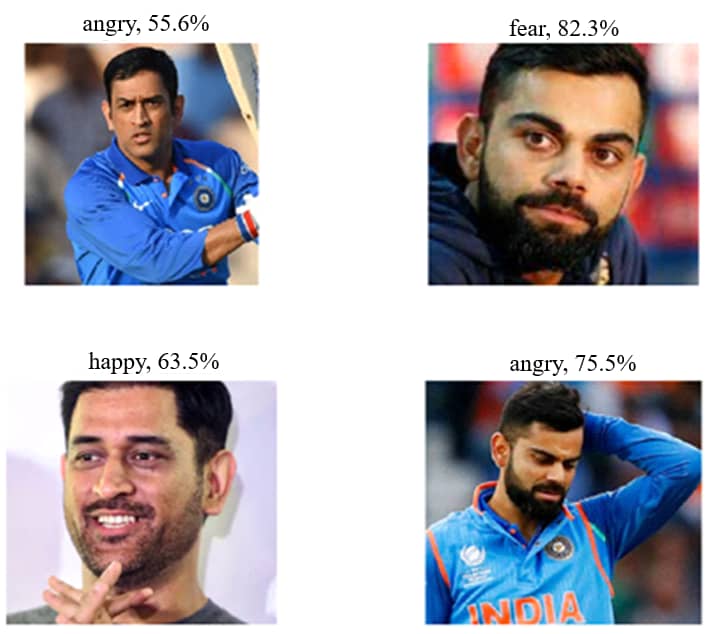 angry, 55.6%
fear, 82.3%
happy, 63.5%
angry, 75.5%
INDIA